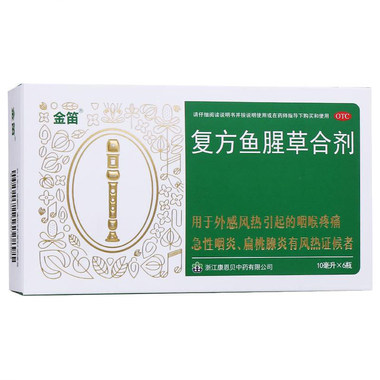 金笛
请仔细阅读说明书并按说明使用或在药师指导下购买和使用
OTC
复方鱼腥草合剂
用于外感风热引起的咽喉疼痛
急性咽炎、扁桃腺炎有风热证候者
浙江康恩贝中药有限公司
10毫升×6瓶